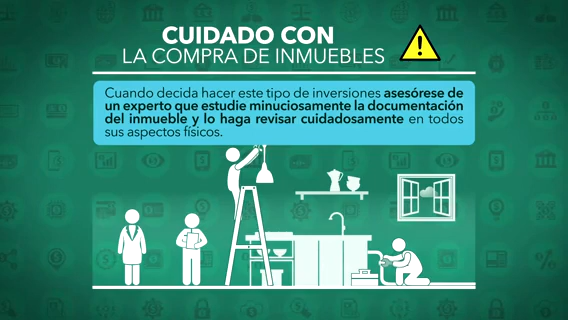 CUIDADO CON
LA COMPRA DE INMUEBLES
Cuando decida hacer este tipo de inversiones asesórese de
un experto que estudie minuciosamente la documentación
del inmueble y lo haga revisar cuidadosamente en todos
sus aspectos físicos.